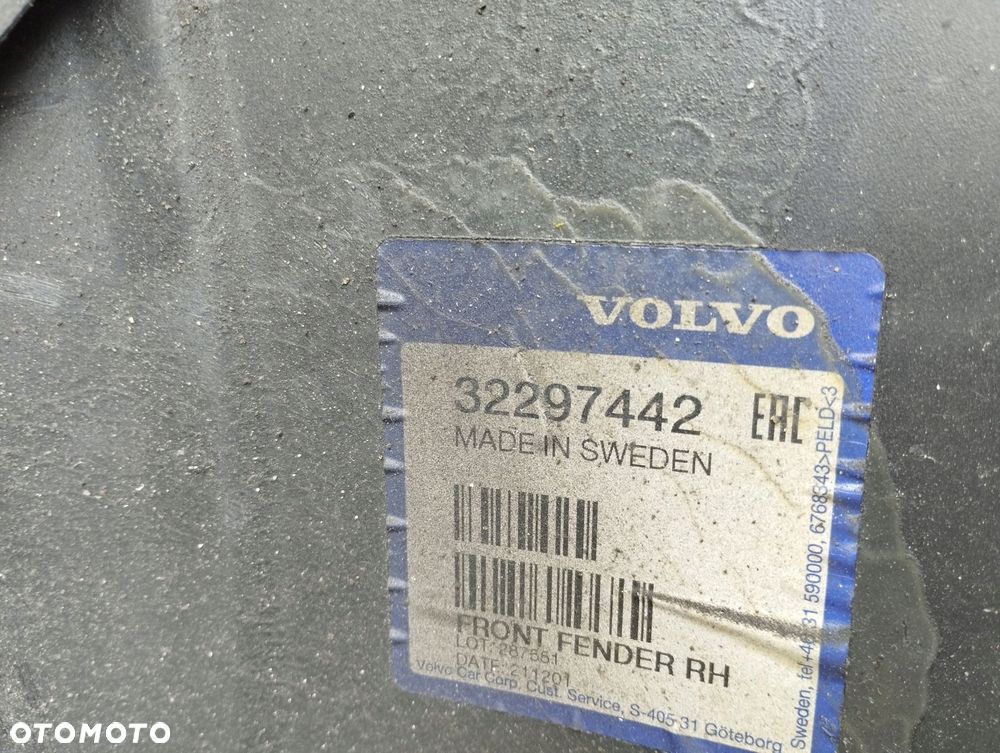 VOLVO
32297442
EAC
MADE IN SWEDEN
FRONT FENDER RH
LOT: 287661
DATE: 211201
Volvo Car Corp, Cust. Service, S-405 31 Göteborg
Sweden, tel+46 31 590000, 6768343>PELD<3
OTOMOTO